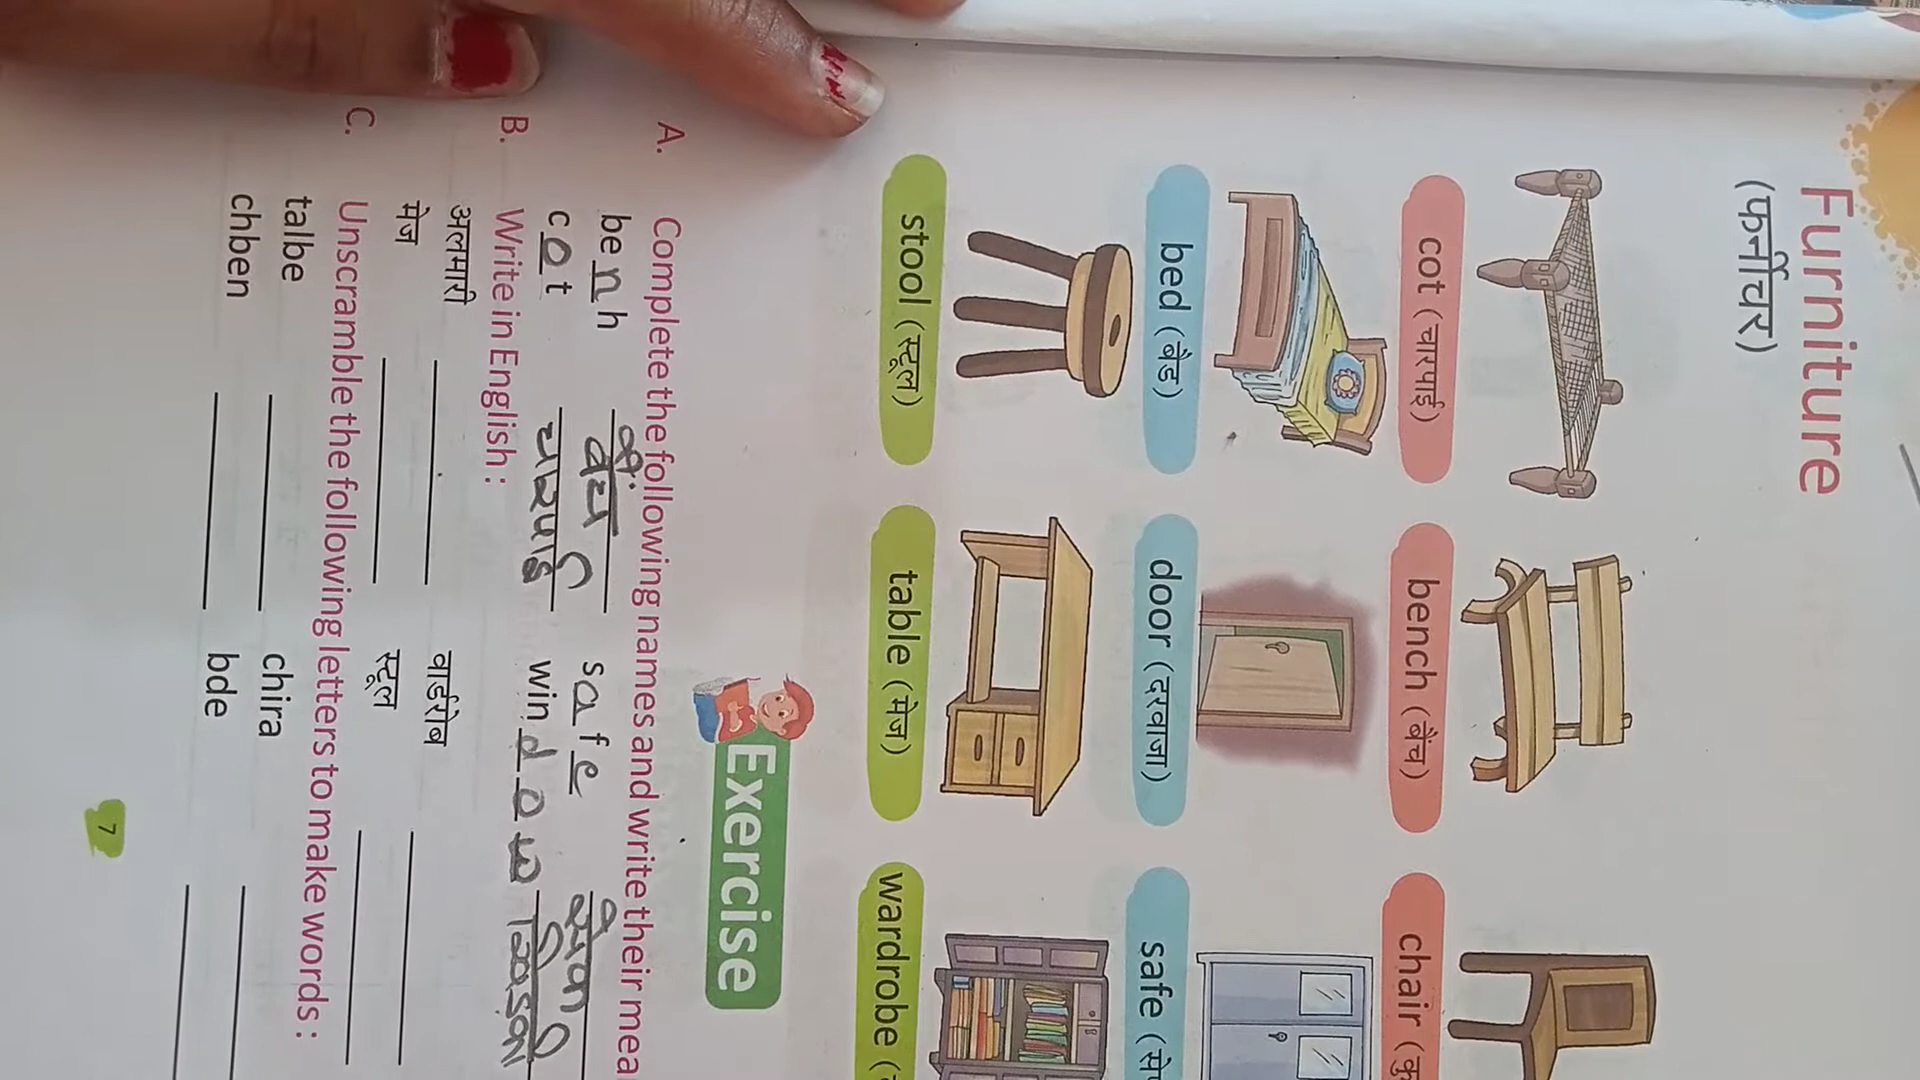 Furniture
(फर्नीचर)
cot (चारपाई) bench (बैंच) chair (कु
bed (बैड) door (दरवाजा) safe (से
stool (स्टूल) table (मेज) wardrobe (
Exercise
A. Complete the following names and write their mea
be n h बैंच s a f e
c o t चारपाई win d o w खिड़की
B. Write in English :
अलमारी वार्डरोब
मेज स्टूल
C. Unscramble the following letters to make words :
talbe chira
chben bde
7